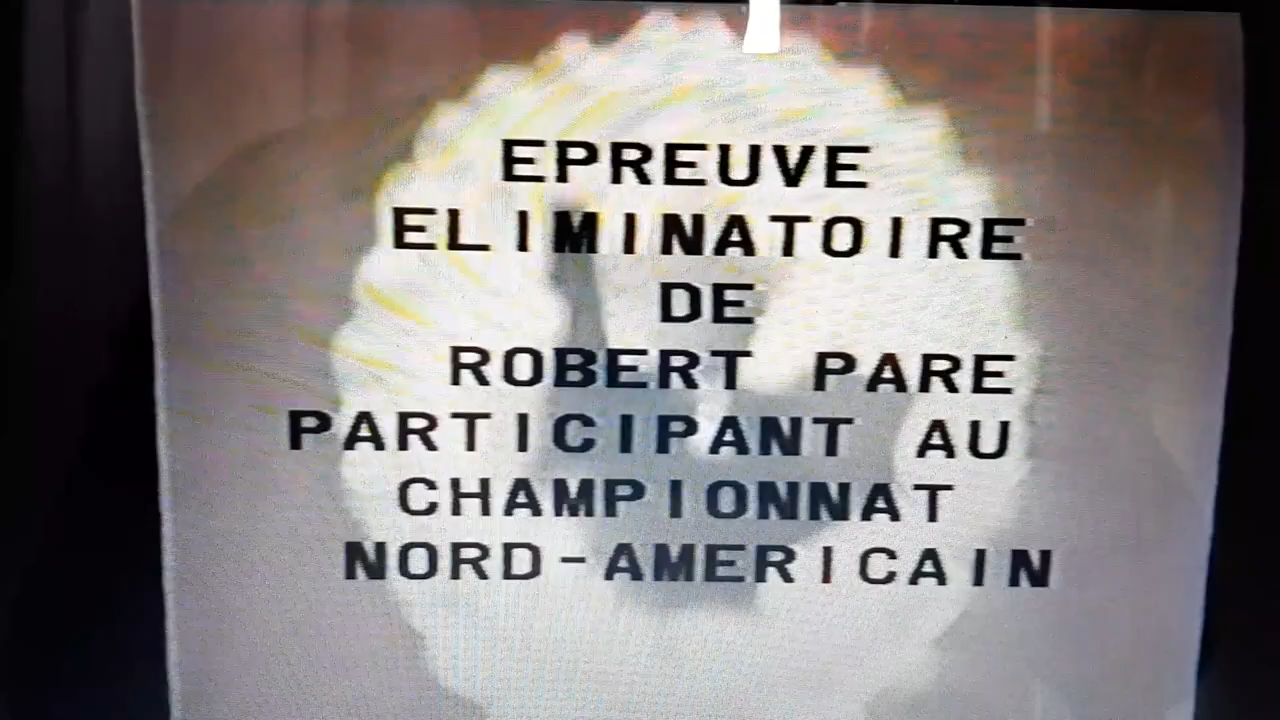 EPREUVE
ELIMINATOIRE
DE
ROBERT PARE
PARTICIPANT AU
CHAMPIONNAT
NORD-AMERICAIN